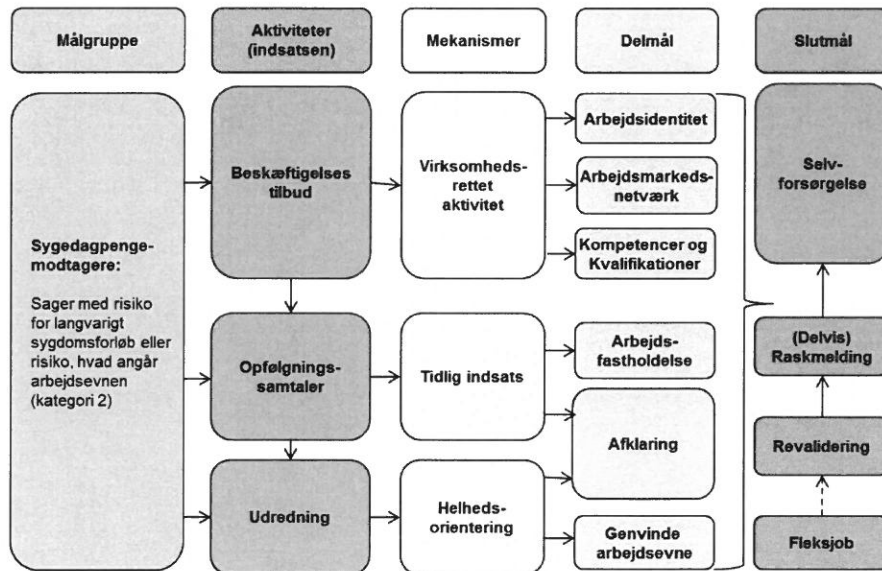 Målgruppe
Aktiviteter
(indsatsen)
Mekanismer
Delmål
Slutmål
Sygedagpenge-
modtagere:
Sager med risiko
for langvarigt
sygdomsforløb eller
risiko, hvad angår
arbejdsevnen
(kategori 2)
Beskæftigelses
tilbud
Opfølgnings-
samtaler
Udredning
Virksomheds-
rettet
aktivitet
Tidlig indsats
Helheds-
orientering
Arbejdsidentitet
Arbejdsmarkeds-
netværk
Kompetencer og
Kvalifikationer
Arbejds-
fastholdelse
Afklaring
Genvinde
arbejdsevne
Selv-
forsørgelse
(Delvis)
Raskmelding
Revalidering
Fleksjob